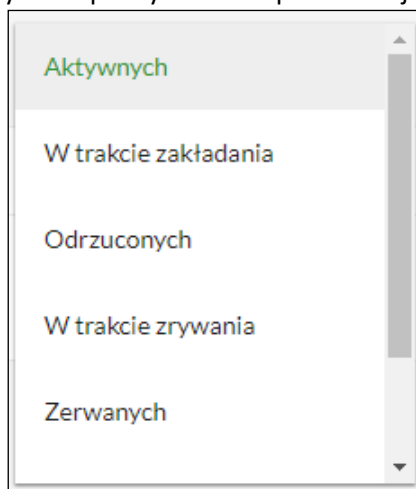 Aktywnych
W trakcie zakładania
Odrzuconych
W trakcie zrywania
Zerwanych